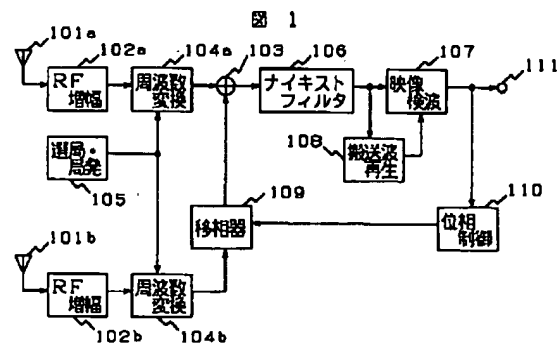 図 1
101a
102a
104a
103
106
107
111
RF
増幅
周波数
変換
ナイキスト
フィルタ
映像
検波
選局・
局発
105
108
搬送波
再生
109
移相器
110
位相
制御
101b
RF
増幅
102b
周波数
変換
104b